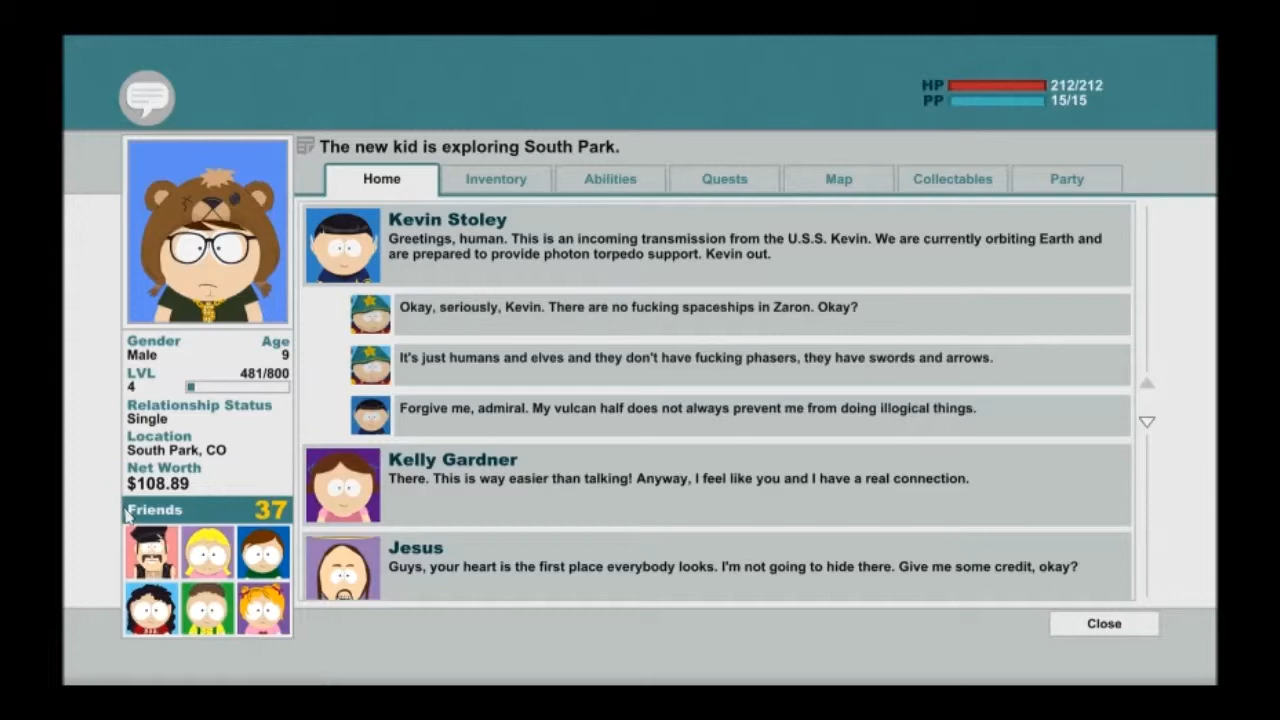 HP 212/212
PP 15/15
The new kid is exploring South Park.
Home Inventory Abilities Quests Map Collectables Party
Kevin Stoley
Greetings, human. This is an incoming transmission from the U.S.S. Kevin. We are currently orbiting Earth and
are prepared to provide photon torpedo support. Kevin out.
Okay, seriously, Kevin. There are no fucking spaceships in Zaron. Okay?
It's just humans and elves and they don't have fucking phasers, they have swords and arrows.
Forgive me, admiral. My vulcan half does not always prevent me from doing illogical things.
Kelly Gardner
There. This is way easier than talking! Anyway, I feel like you and I have a real connection.
Jesus
Guys, your heart is the first place everybody looks. I'm not going to hide there. Give me some credit, okay?
Gender Age
Male 9
LVL 481/800
4
Relationship Status
Single
Location
South Park, CO
Net Worth
$108.89
Friends 37
Close